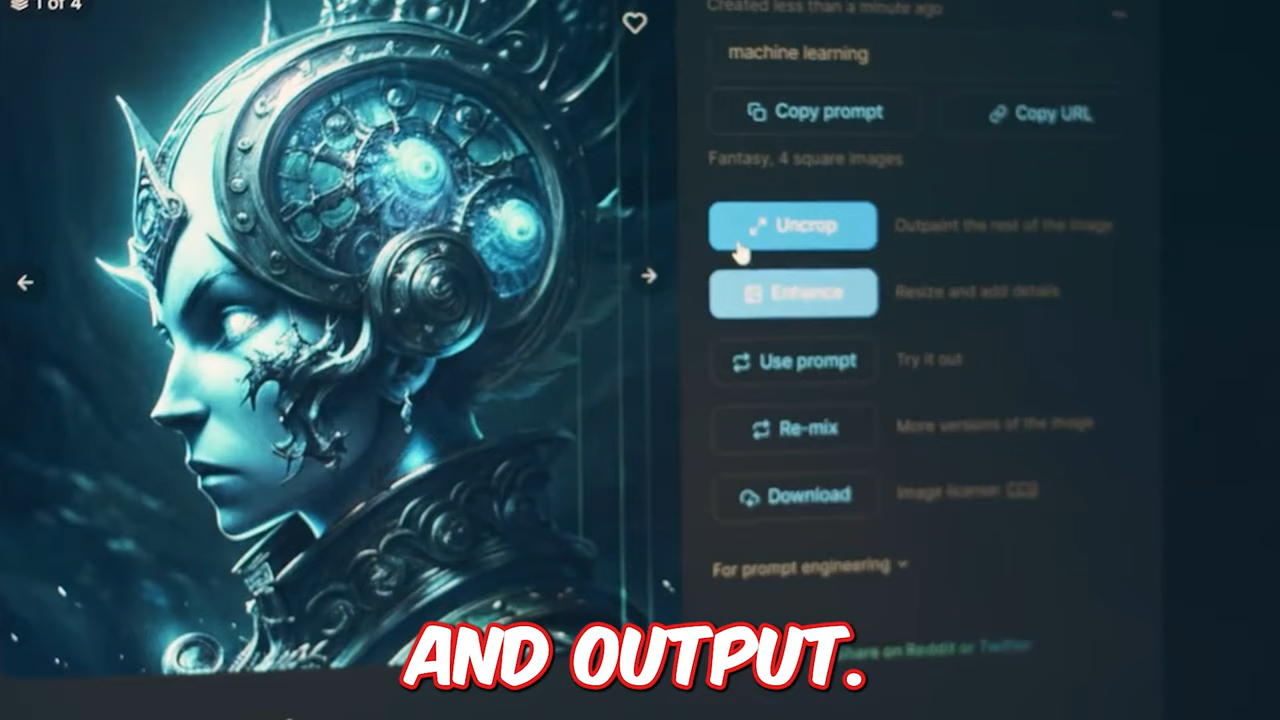 1 of 4
Created less than a minute ago
machine learning
Copy prompt
Copy URL
Fantasy, 4 square images
Uncrop
Outpaint the rest of the image
Enhance
Resize and add details
Use prompt
Try it out
Re-mix
More versions of the image
Download
Image license: CC0
For prompt engineering
Share on Reddit or Twitter
AND OUTPUT.